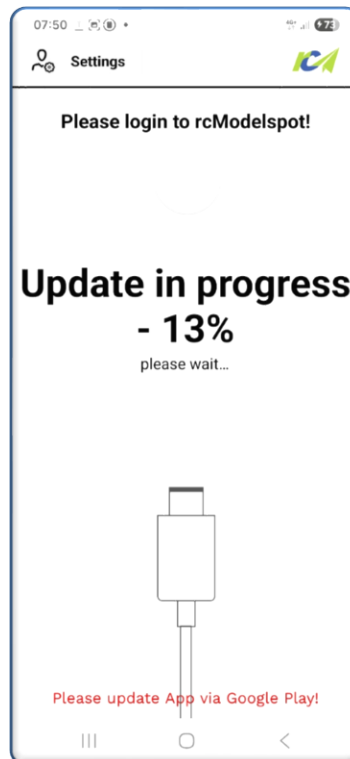 07:50
73
Settings
Please login to rcModelspot!
Update in progress
- 13%
please wait...
Please update App via Google Play!